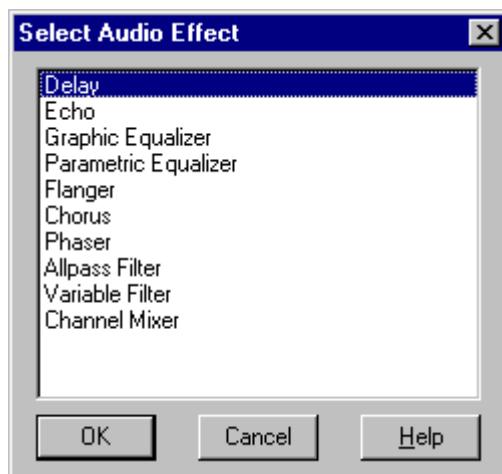 Select Audio Effect
Delay
Echo
Graphic Equalizer
Parametric Equalizer
Flanger
Chorus
Phaser
Allpass Filter
Variable Filter
Channel Mixer
OK Cancel Help